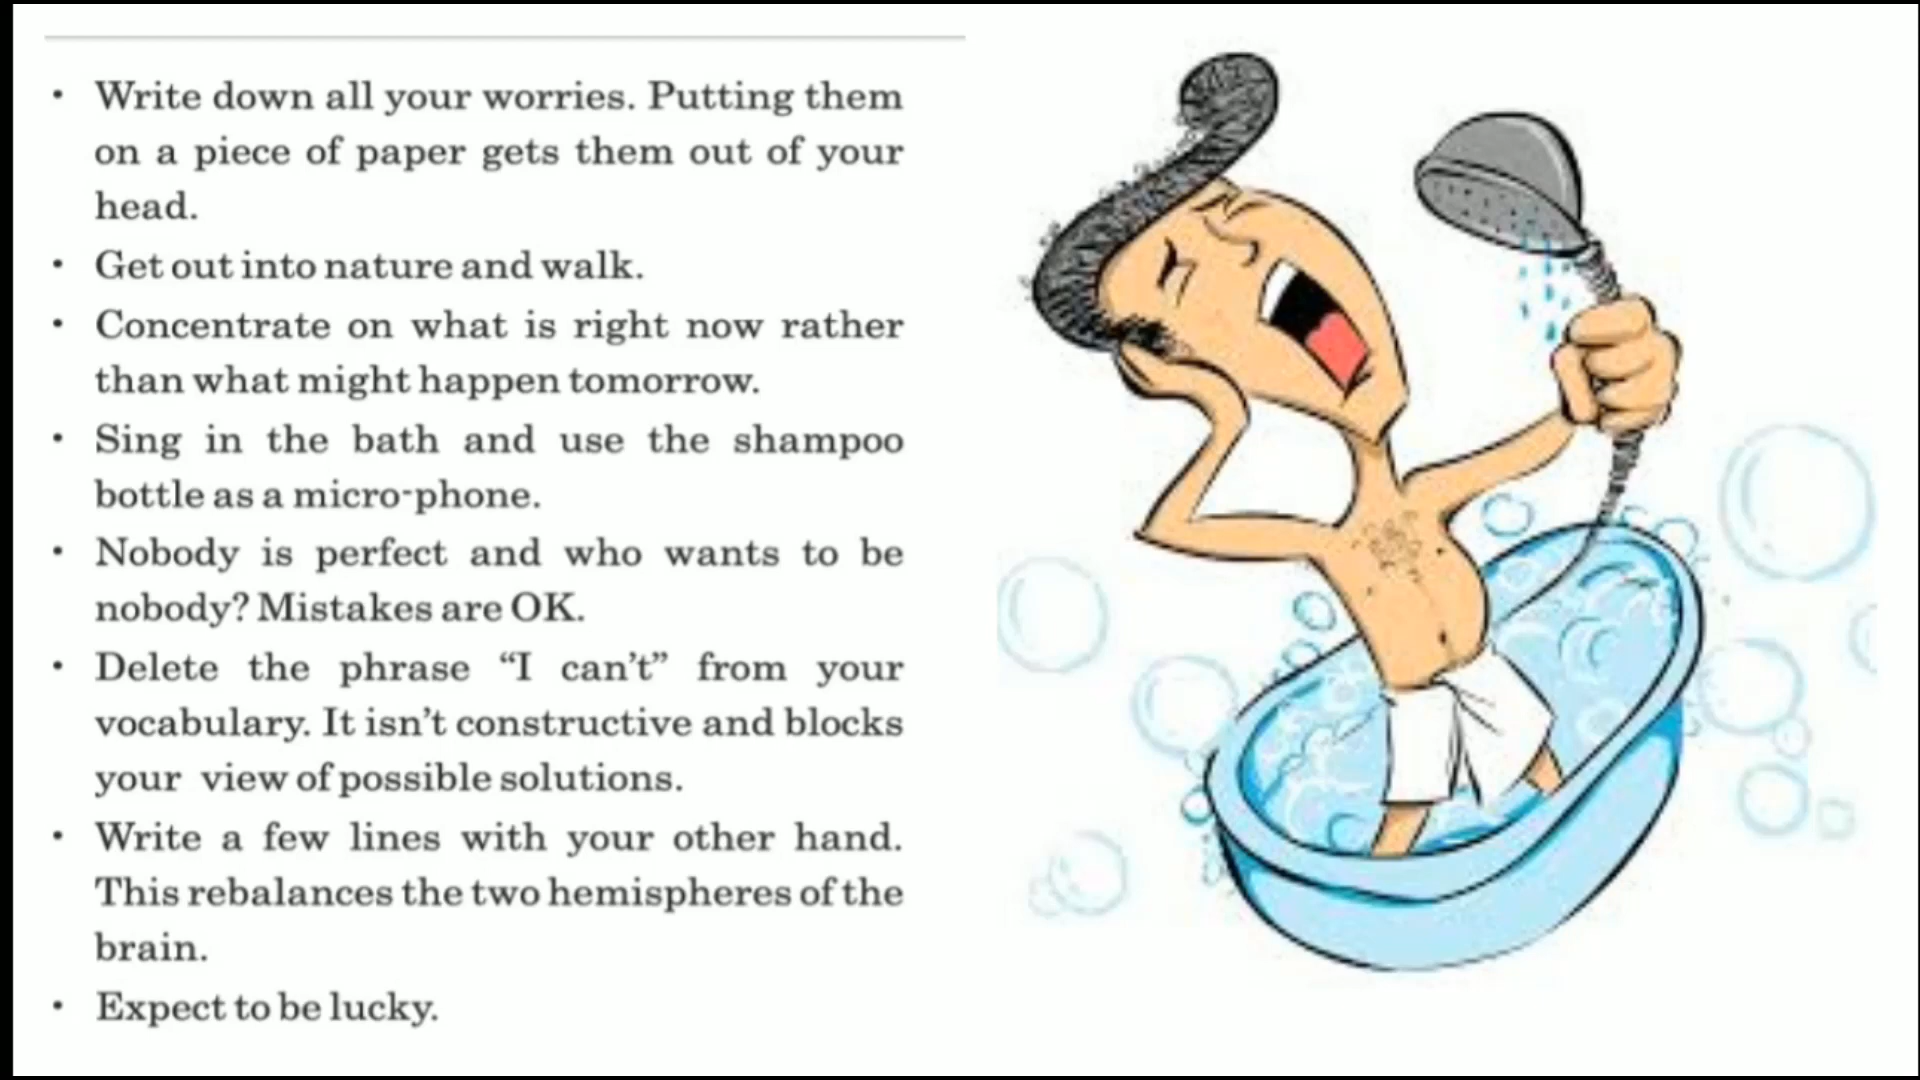 • Write down all your worries. Putting them
on a piece of paper gets them out of your
head.
• Get out into nature and walk.
• Concentrate on what is right now rather
than what might happen tomorrow.
• Sing in the bath and use the shampoo
bottle as a micro-phone.
• Nobody is perfect and who wants to be
nobody? Mistakes are OK.
• Delete the phrase “I can’t” from your
vocabulary. It isn’t constructive and blocks
your view of possible solutions.
• Write a few lines with your other hand.
This rebalances the two hemispheres of the
brain.
• Expect to be lucky.